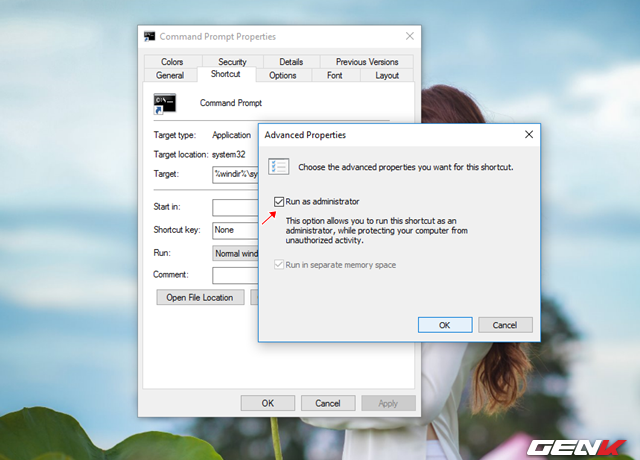 Command Prompt Properties
Colors Security Details Previous Versions
General Shortcut Options Font Layout
C:\
Command Prompt
Target type: Application
Target location: system32
Target: %windir%\sy
Start in:
Shortcut key: None
Run: Normal wind
Comment:
Open File Location
OK Cancel Apply
Advanced Properties
Choose the advanced properties you want for this shortcut.
Run as administrator
This option allows you to run this shortcut as an
administrator, while protecting your computer from
unauthorized activity.
Run in separate memory space
OK Cancel
GENK